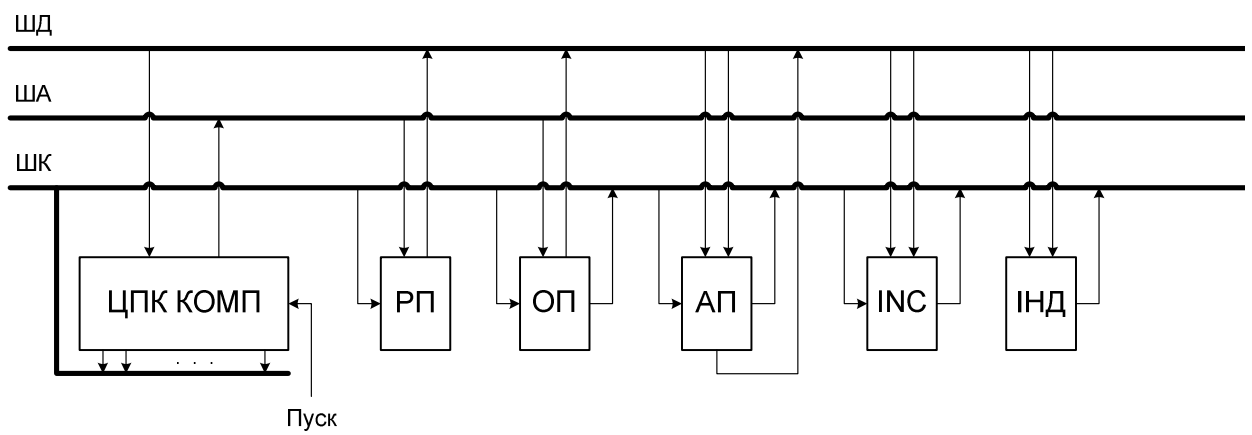 ШД
ША
ШК
ЦПК КОМП
РП
ОП
АП
INC
ІНД
. . .
Пуск